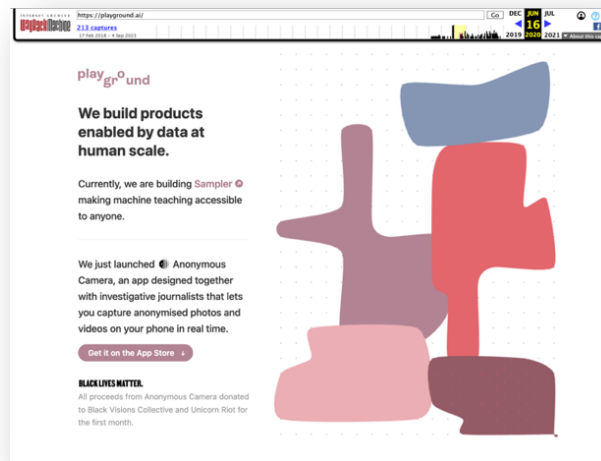 INTERNET ARCHIVE
WayBackMachine
https://playground.ai/
Go
DEC JUN JUL
213 captures
16
17 Feb 2018 – 4 Sep 2021
2019 2020 2021
About this
playground
We build products
enabled by data at
human scale.
Currently, we are building Sampler
making machine teaching accessible
to anyone.
We just launched Anonymous
Camera, an app designed together
with investigative journalists that lets
you capture anonymised photos and
videos on your phone in real time.
Get it on the App Store ↓
BLACK LIVES MATTER.
All proceeds from Anonymous Camera donated
to Black Visions Collective and Unicorn Riot for
the first month.